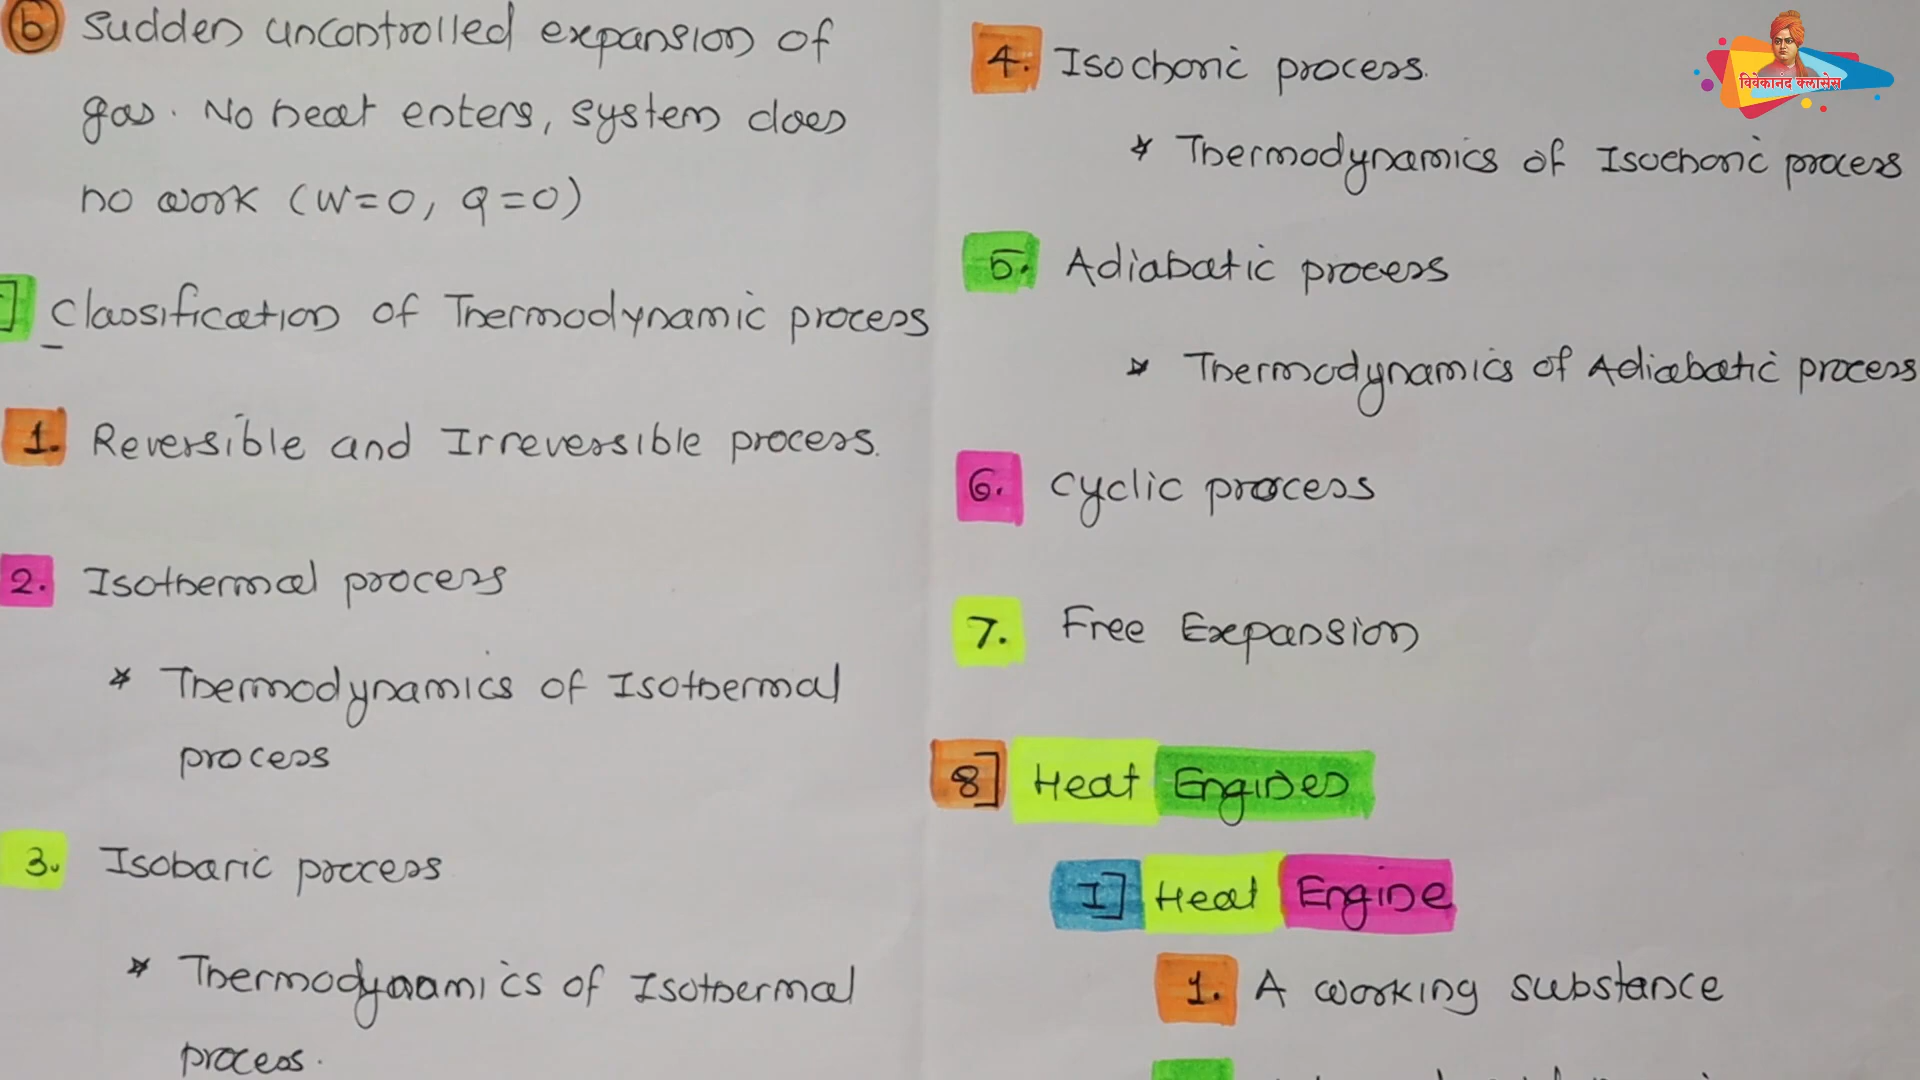 6 Sudden uncontrolled expansion of
gas. No heat enters, system does
no work (W=0, Q=0)
] Classification of Thermodynamic process
1. Reversible and Irreversible process.
2. Isothermal process
* Thermodynamics of Isothermal
process
3. Isobaric process
* Thermodynamics of Isothermal
process.
4. Isochoric process.
* Thermodynamics of Isochoric process
5. Adiabatic process
* Thermodynamics of Adiabatic process
6. Cyclic process
7. Free Expansion
8] Heat Engines
I] Heat Engine
1. A working substance
विवेकानंद क्लासेस